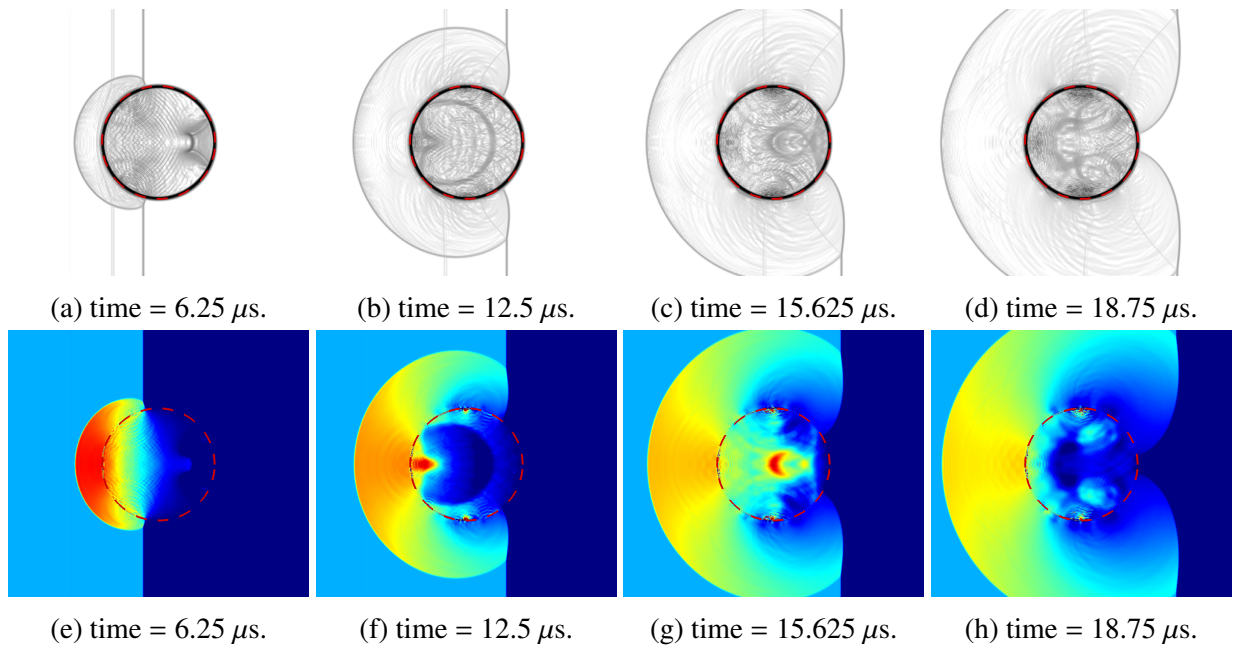 (a) time = 6.25 μs. (b) time = 12.5 μs. (c) time = 15.625 μs. (d) time = 18.75 μs.
(e) time = 6.25 μs. (f) time = 12.5 μs. (g) time = 15.625 μs. (h) time = 18.75 μs.